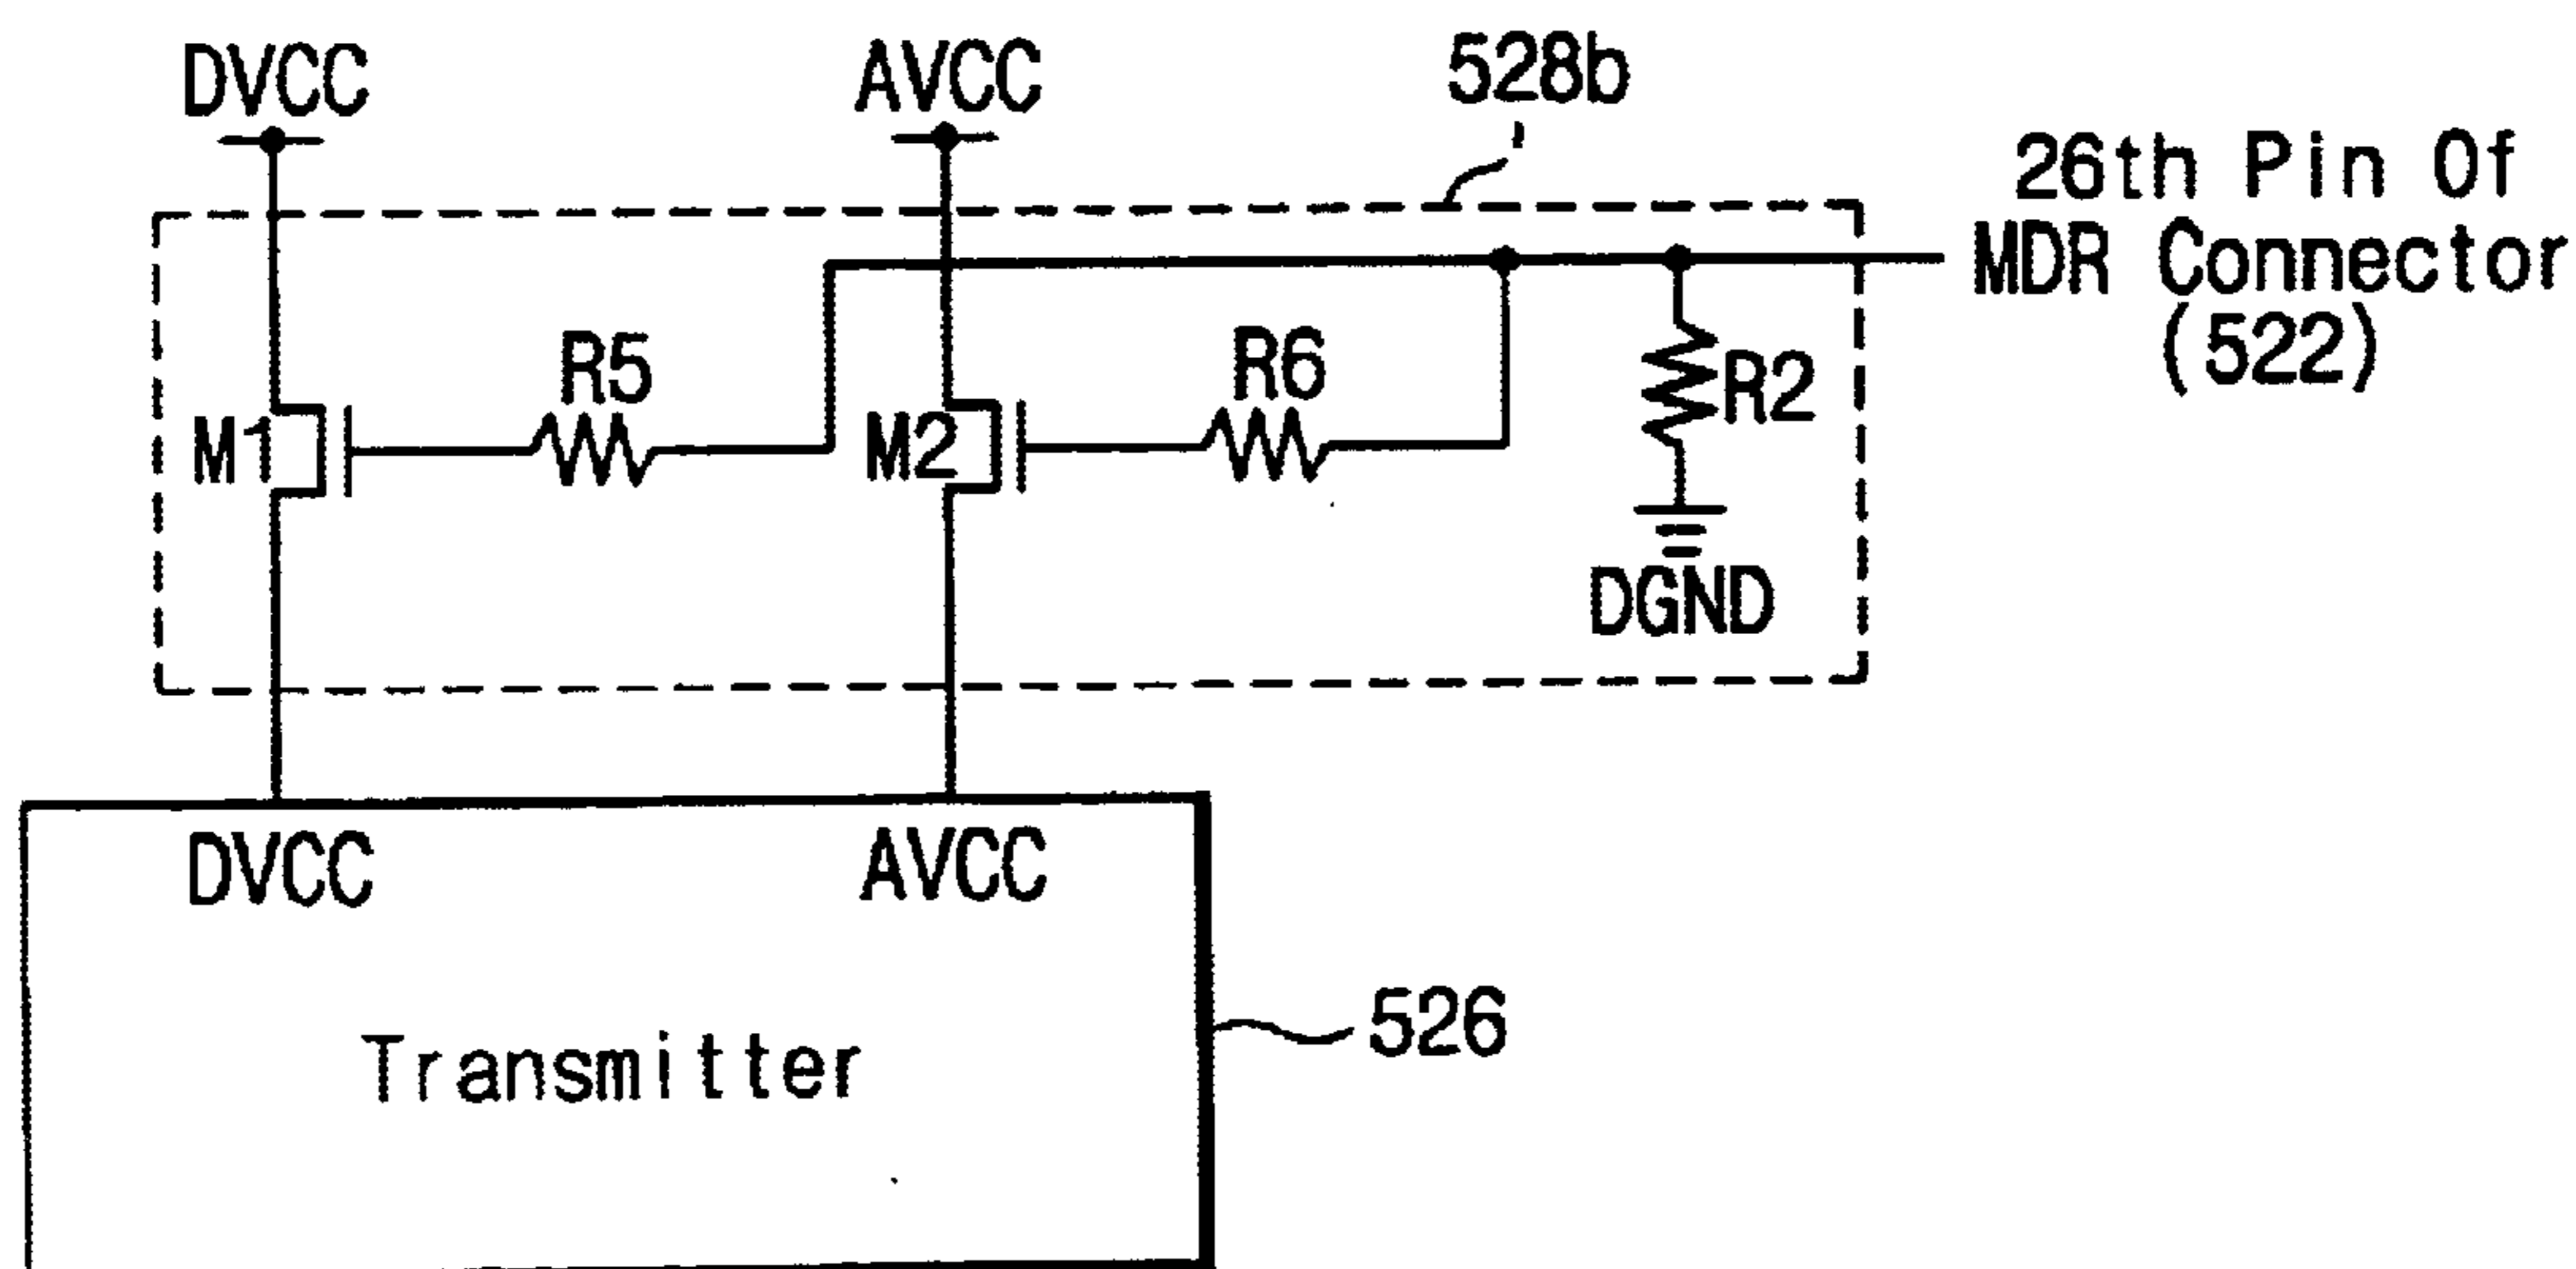 DVCC
AVCC
528b
26th Pin Of
MDR Connector
(522)
R5
R6
R2
M1
M2
DGND
DVCC
AVCC
Transmitter
526